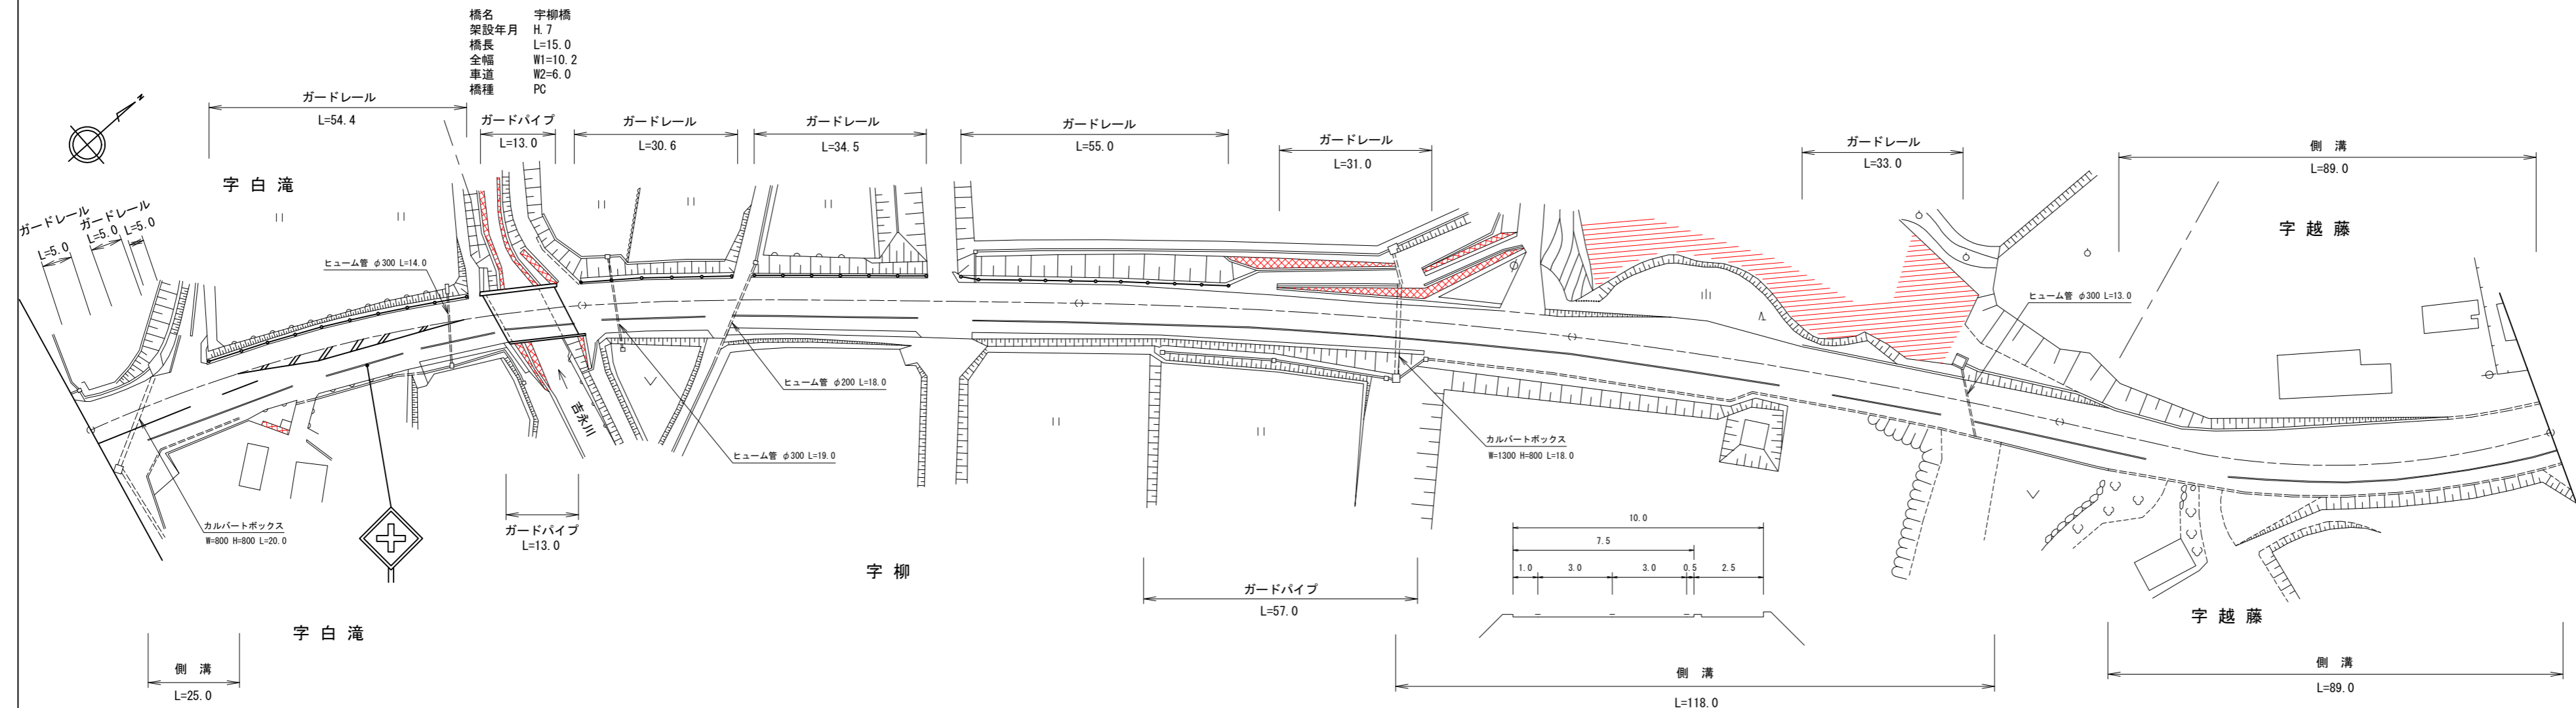 橋名 宇柳橋
架設年月 H.7
橋長 L=15.0
全幅 W1=10.2
車道 W2=6.0
橋種 PC
N
ガードレール
L=54.4
ガードパイプ
L=13.0
ガードレール
L=30.6
ガードレール
L=34.5
ガードレール
L=55.0
ガードレール
L=31.0
ガードレール
L=33.0
側 溝
L=89.0
字 白 滝
字 越 藤
ガードレール
L=5.0
ガードレール
L=5.0
L=5.0
ヒューム管 φ300 L=14.0
ヒューム管 φ300 L=13.0
ヒューム管 φ200 L=18.0
吉永川
ヒューム管 φ300 L=19.0
カルバートボックス
W=1300 H=800 L=18.0
カルバートボックス
W=800 H=800 L=20.0
ガードパイプ
L=13.0
字 柳
10.0
7.5
1.0 3.0 3.0 0.5 2.5
ガードパイプ
L=57.0
字 白 滝
字 越 藤
側 溝
L=25.0
側 溝
L=118.0
側 溝
L=89.0